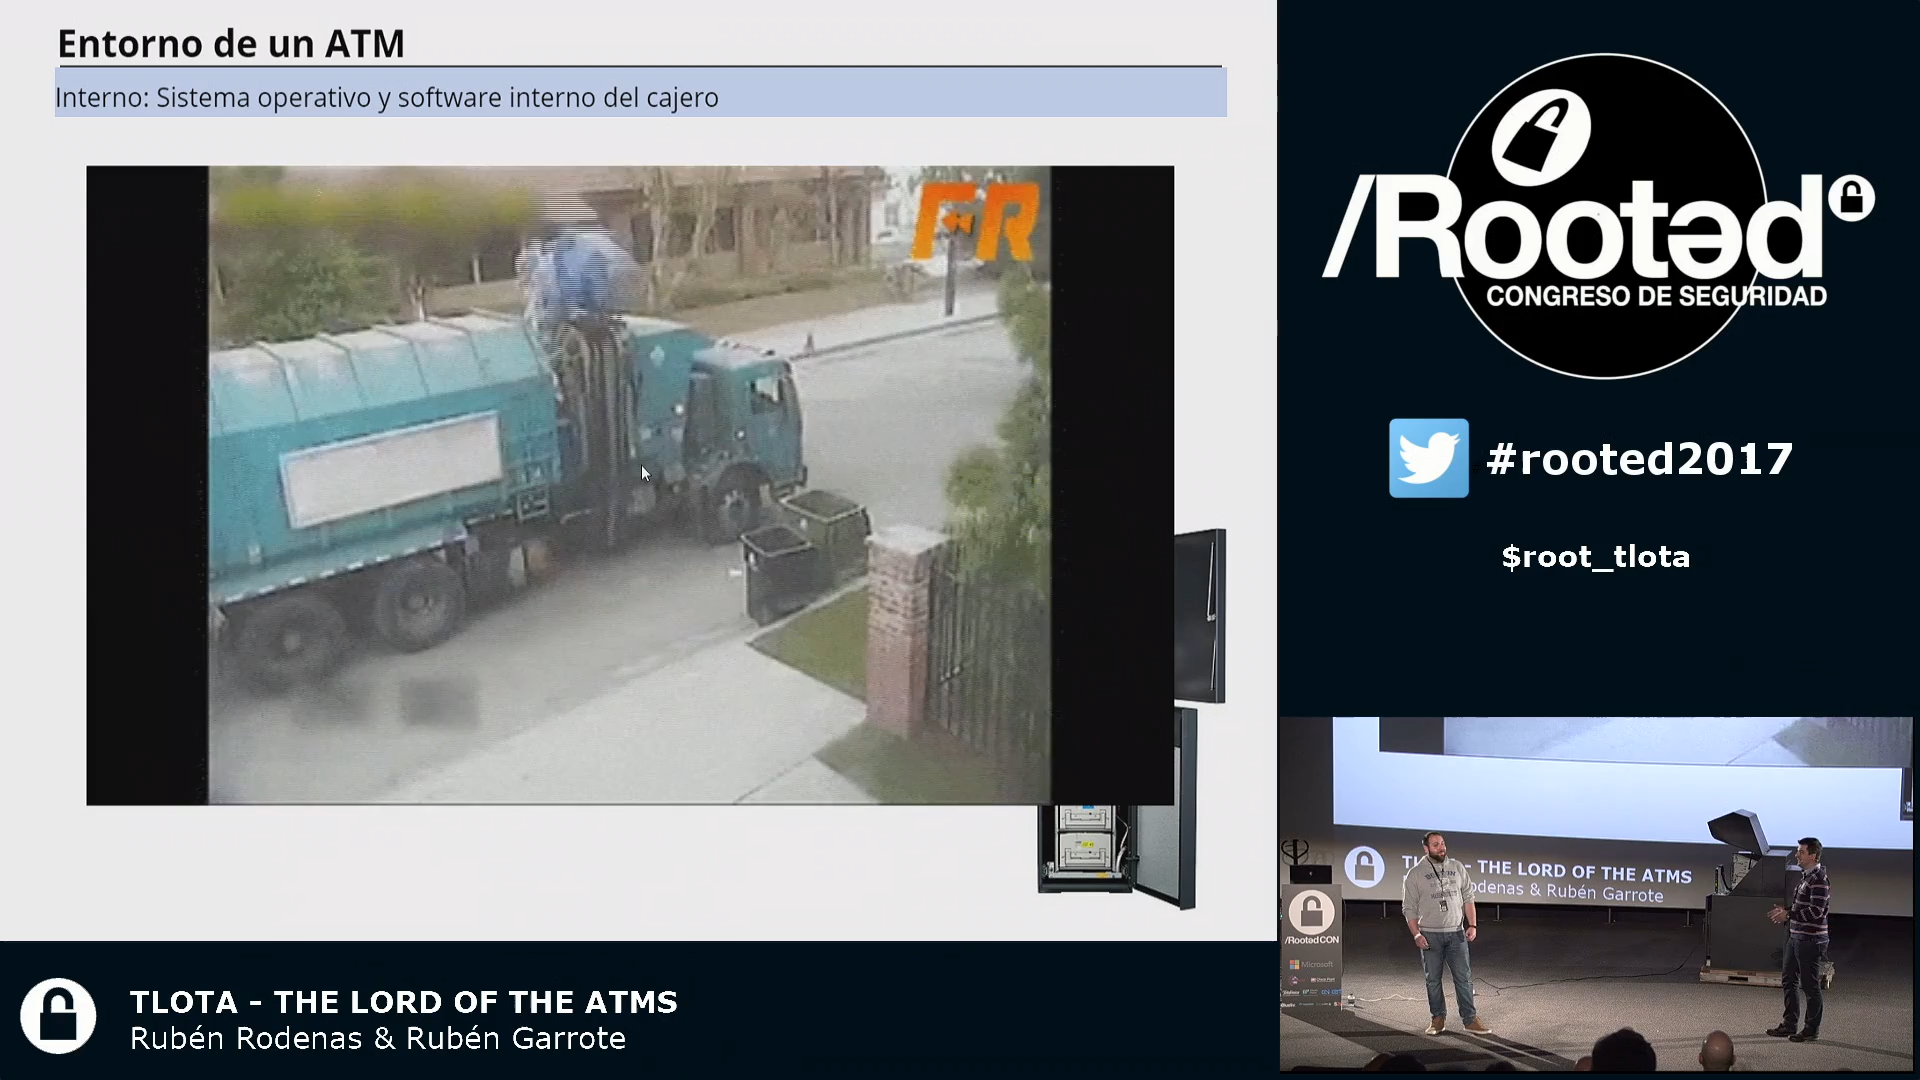 Entorno de un ATM
Interno: Sistema operativo y software interno del cajero
FR
/Rooted
CONGRESO DE SEGURIDAD
#rooted2017
$root_tlota
- THE LORD OF THE ATMS
odenas & Rubén Garrote
/RootedCON
Microsoft
TLOTA - THE LORD OF THE ATMS
Rubén Rodenas & Rubén Garrote